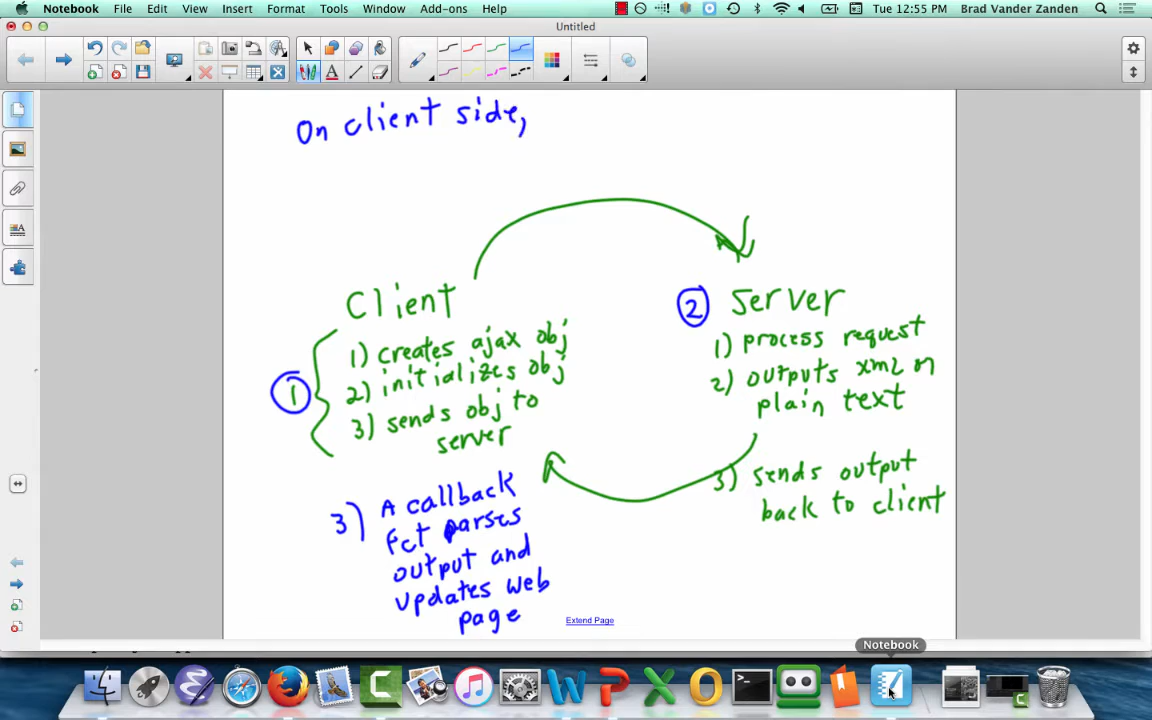 Notebook File Edit View Insert Format Tools Window Add-ons Help Tue 12:55 PM Brad Vander Zanden
Untitled
On client side,
Client
1) creates ajax obj
2) initializes obj
3) sends obj to
server
1
3) A callback
fct parses
output and
updates web
page
2 Server
1) process request
2) outputs xml or
plain text
3) sends output
back to client
Extend Page
Notebook